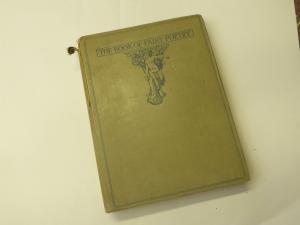 THE BOOK OF FAIRY POETRY